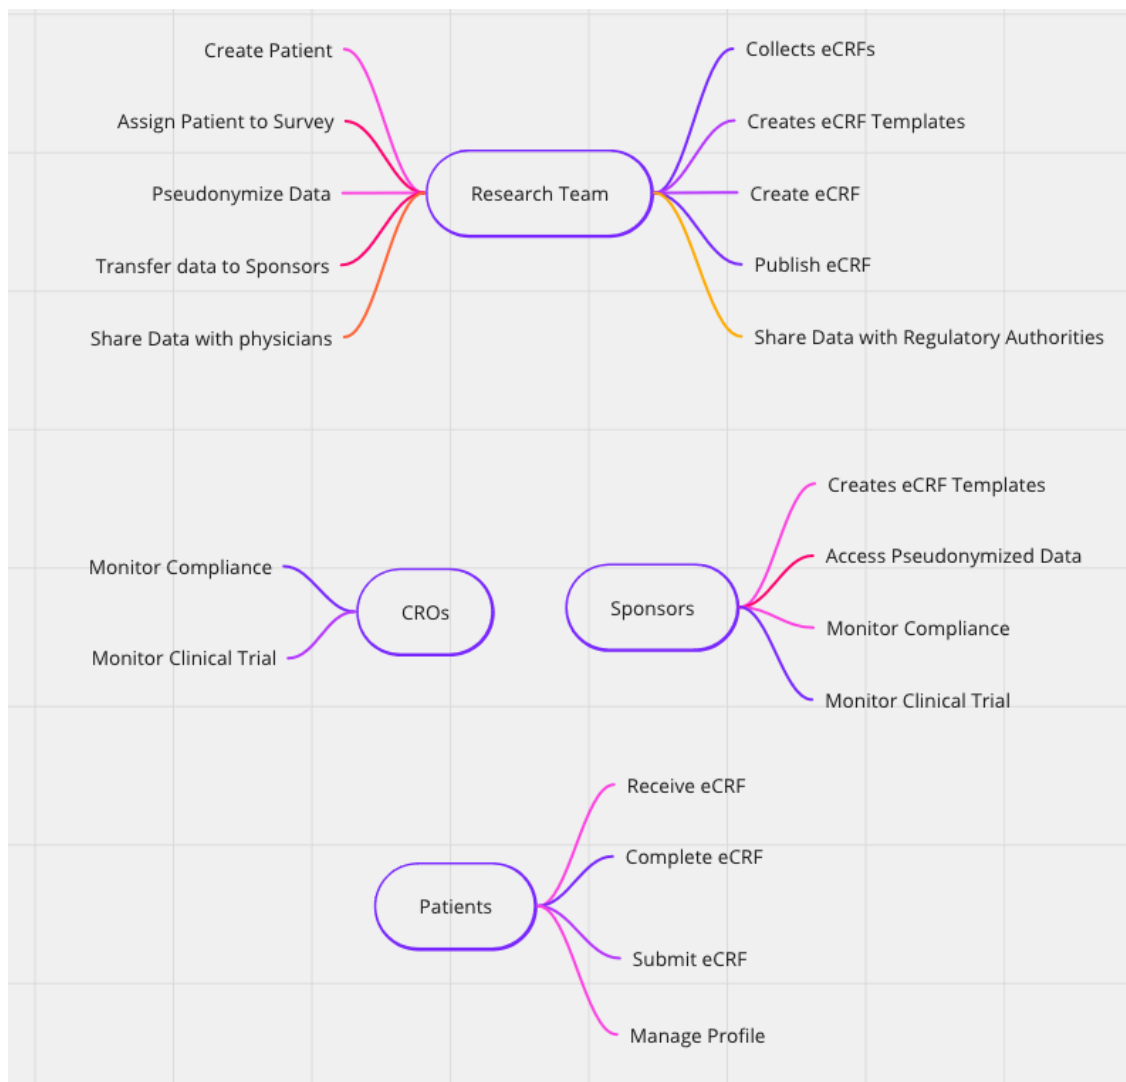 Create Patient
Assign Patient to Survey
Pseudonymize Data
Transfer data to Sponsors
Share Data with physicians
Research Team
Collects eCRFs
Creates eCRF Templates
Create eCRF
Publish eCRF
Share Data with Regulatory Authorities
Monitor Compliance
Monitor Clinical Trial
CROs
Sponsors
Creates eCRF Templates
Access Pseudonymized Data
Monitor Compliance
Monitor Clinical Trial
Patients
Receive eCRF
Complete eCRF
Submit eCRF
Manage Profile